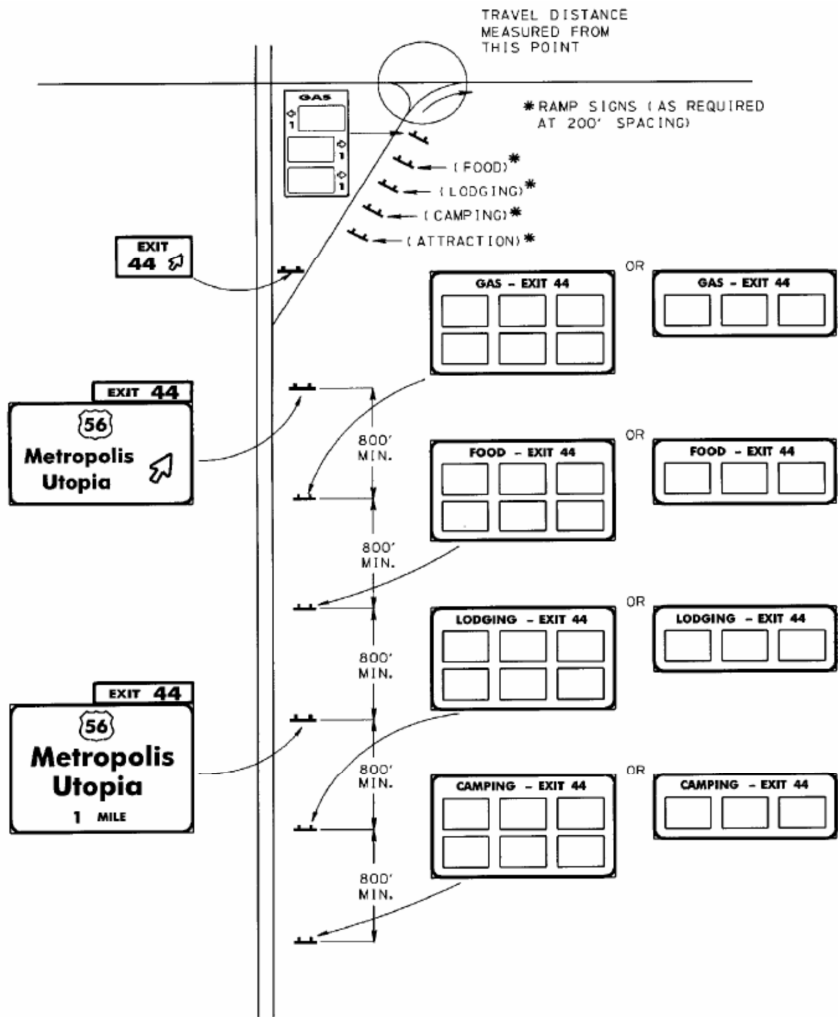 TRAVEL DISTANCE
MEASURED FROM
THIS POINT
GAS
1
1
1
*RAMP SIGNS (AS REQUIRED
AT 200' SPACING)
(FOOD)*
(LODGING)*
(CAMPING)*
(ATTRACTION)*
EXIT
44
GAS - EXIT 44
OR
GAS - EXIT 44
EXIT 44
56
Metropolis
Utopia
800'
MIN.
FOOD - EXIT 44
OR
FOOD - EXIT 44
800'
MIN.
LODGING - EXIT 44
OR
LODGING - EXIT 44
800'
MIN.
EXIT 44
56
Metropolis
Utopia
1 MILE
800'
MIN.
CAMPING - EXIT 44
OR
CAMPING - EXIT 44
800'
MIN.